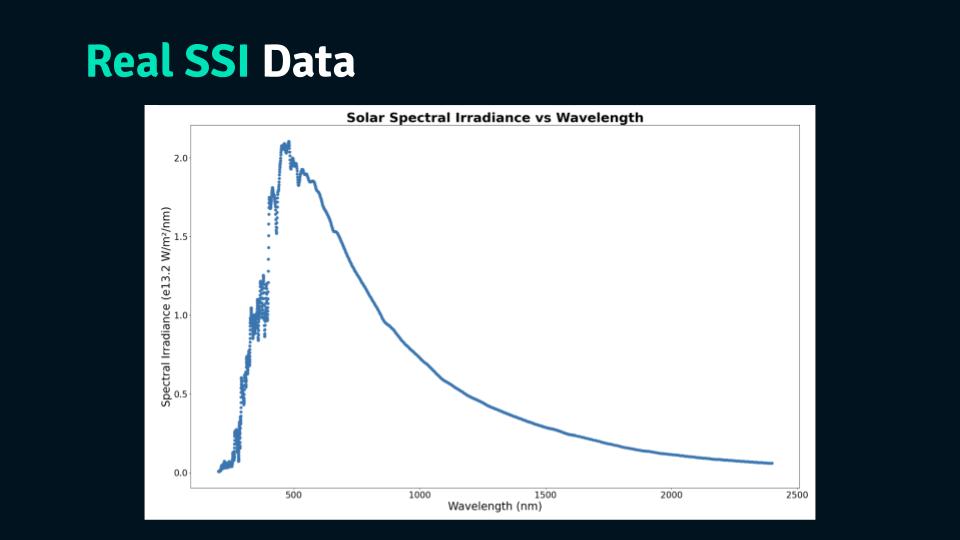 Real SSI Data
Solar Spectral Irradiance vs Wavelength
Spectral Irradiance (e13.2 W/m²/nm)
2.0
1.5
1.0
0.5
0.0
500
1000
1500
2000
2500
Wavelength (nm)